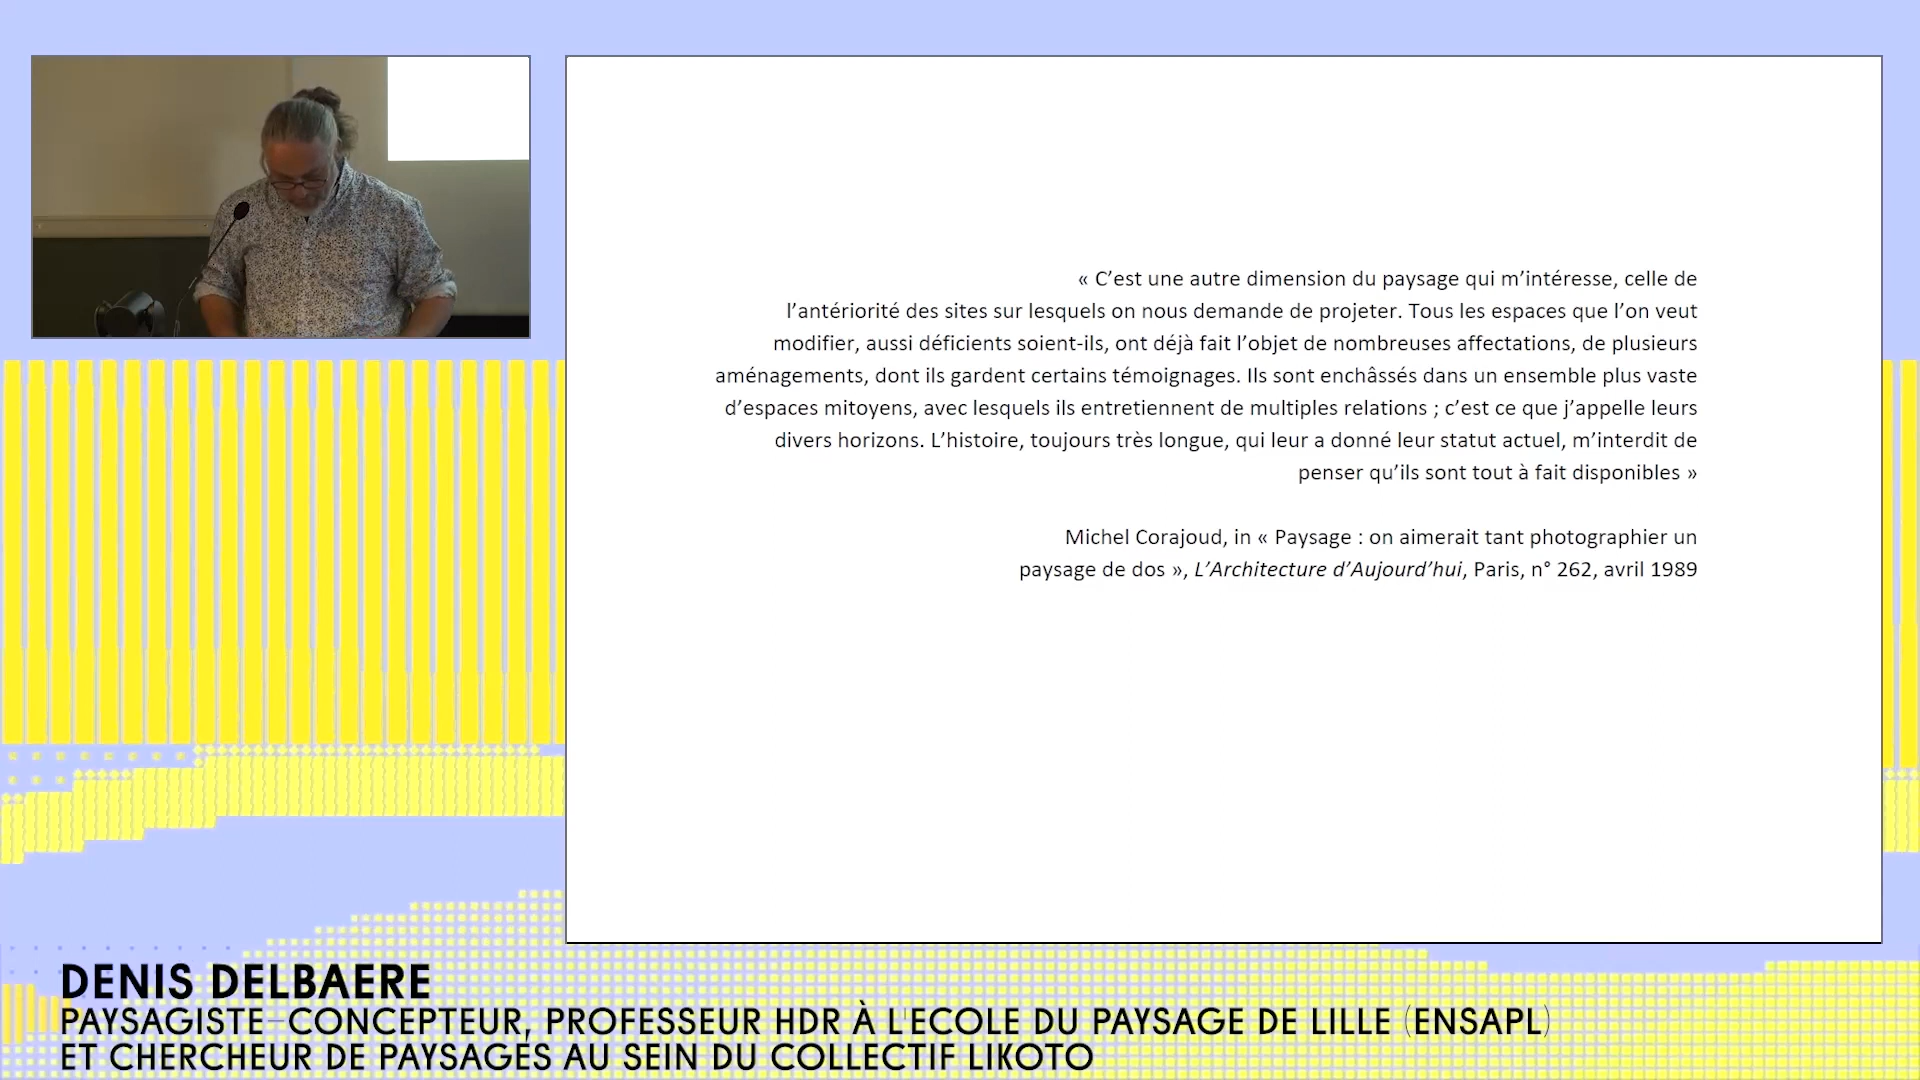 « C’est une autre dimension du paysage qui m’intéresse, celle de
l’antériorité des sites sur lesquels on nous demande de projeter. Tous les espaces que l’on veut
modifier, aussi déficients soient-ils, ont déjà fait l’objet de nombreuses affectations, de plusieurs
aménagements, dont ils gardent certains témoignages. Ils sont enchâssés dans un ensemble plus vaste
d’espaces mitoyens, avec lesquels ils entretiennent de multiples relations ; c’est ce que j’appelle leurs
divers horizons. L’histoire, toujours très longue, qui leur a donné leur statut actuel, m’interdit de
penser qu’ils sont tout à fait disponibles »
Michel Corajoud, in « Paysage : on aimerait tant photographier un
paysage de dos », L’Architecture d’Aujourd’hui, Paris, n° 262, avril 1989
DENIS DELBAERE
PAYSAGISTE-CONCEPTEUR, PROFESSEUR HDR À L'ECOLE DU PAYSAGE DE LILLE (ENSAPL)
ET CHERCHEUR DE PAYSAGES AU SEIN DU COLLECTIF LIKOTO